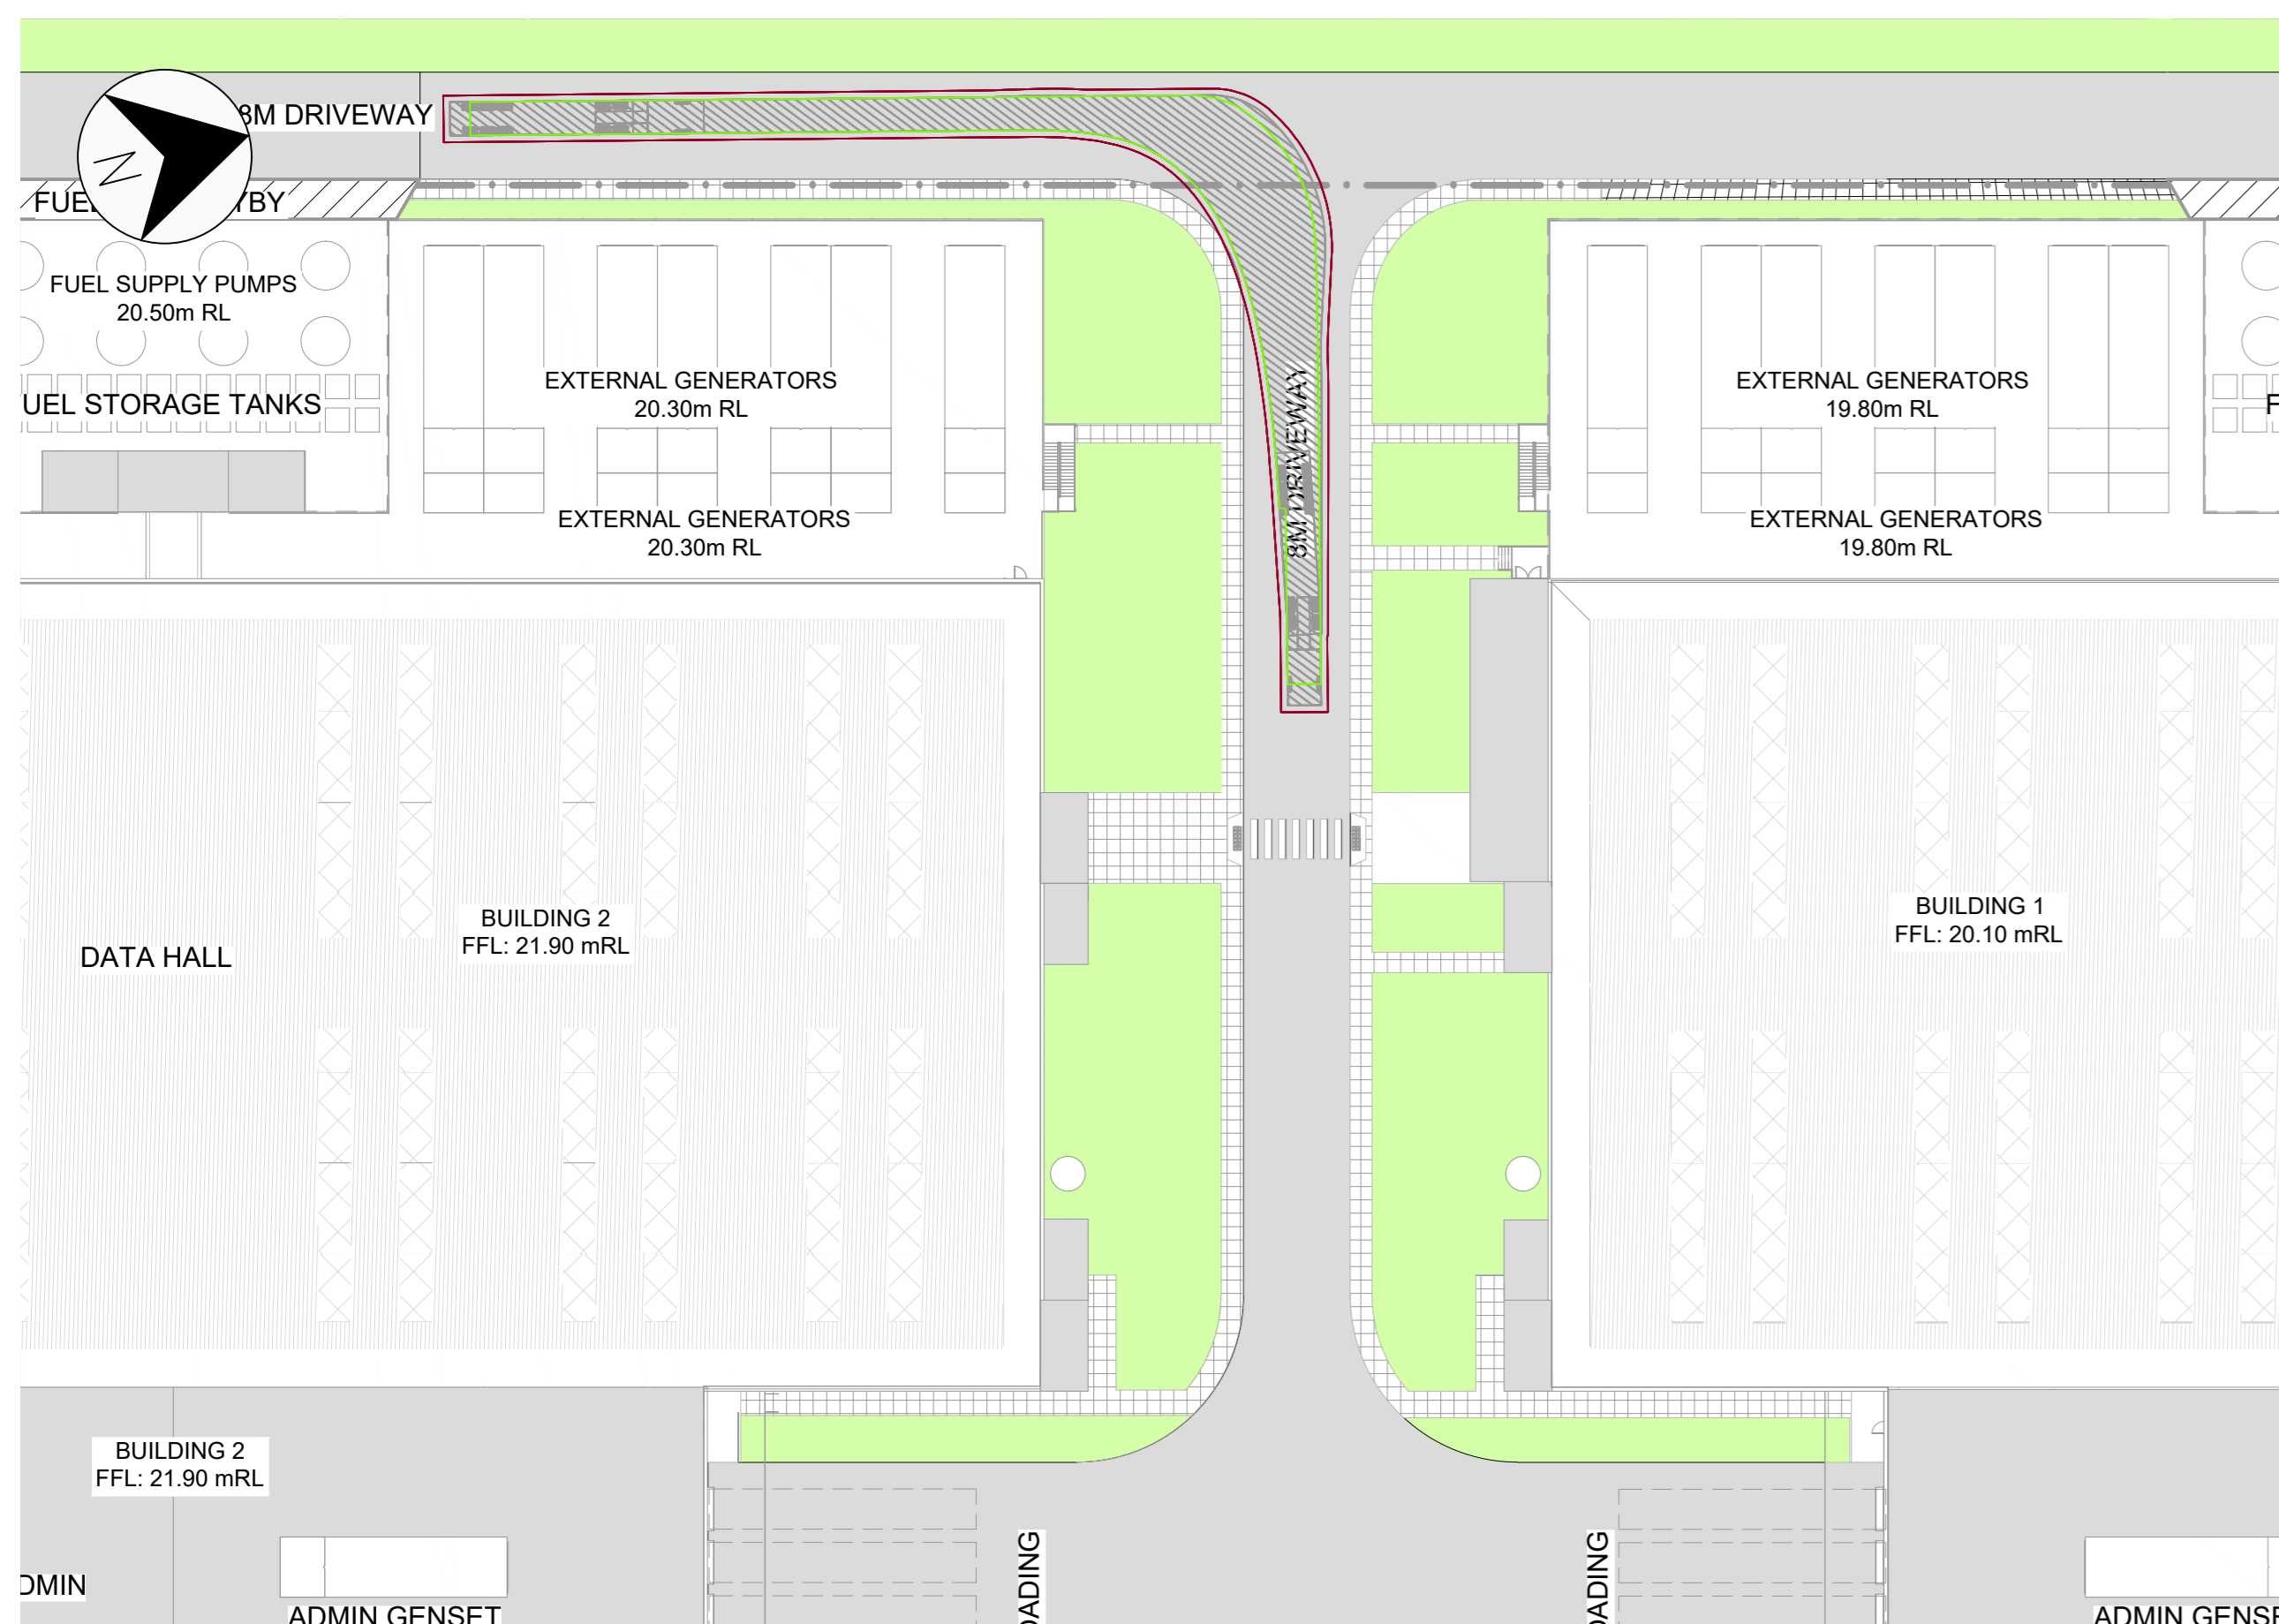 8M DRIVEWAY
N
FUEL
YBY
FUEL SUPPLY PUMPS
20.50m RL
UEL STORAGE TANKS
EXTERNAL GENERATORS
20.30m RL
EXTERNAL GENERATORS
20.30m RL
8M DRIVEWAY
EXTERNAL GENERATORS
19.80m RL
EXTERNAL GENERATORS
19.80m RL
F
DATA HALL
BUILDING 2
FFL: 21.90 mRL
BUILDING 1
FFL: 20.10 mRL
BUILDING 2
FFL: 21.90 mRL
DMIN
ADMIN GENSET
OADING
OADING
ADMIN GENSE